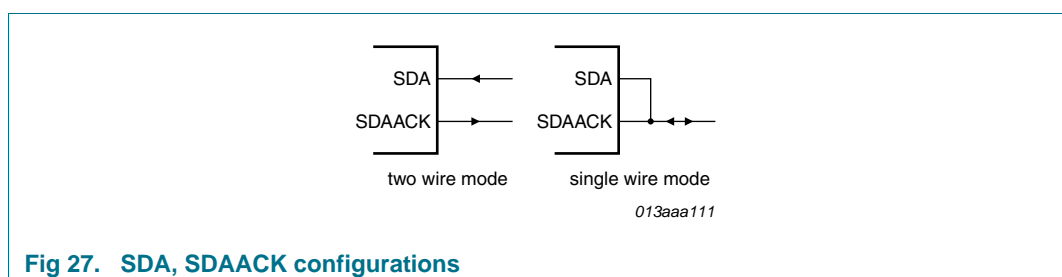 SDA
SDAACK
two wire mode
SDA
SDAACK
single wire mode
013aaa111
Fig 27. SDA, SDAACK configurations